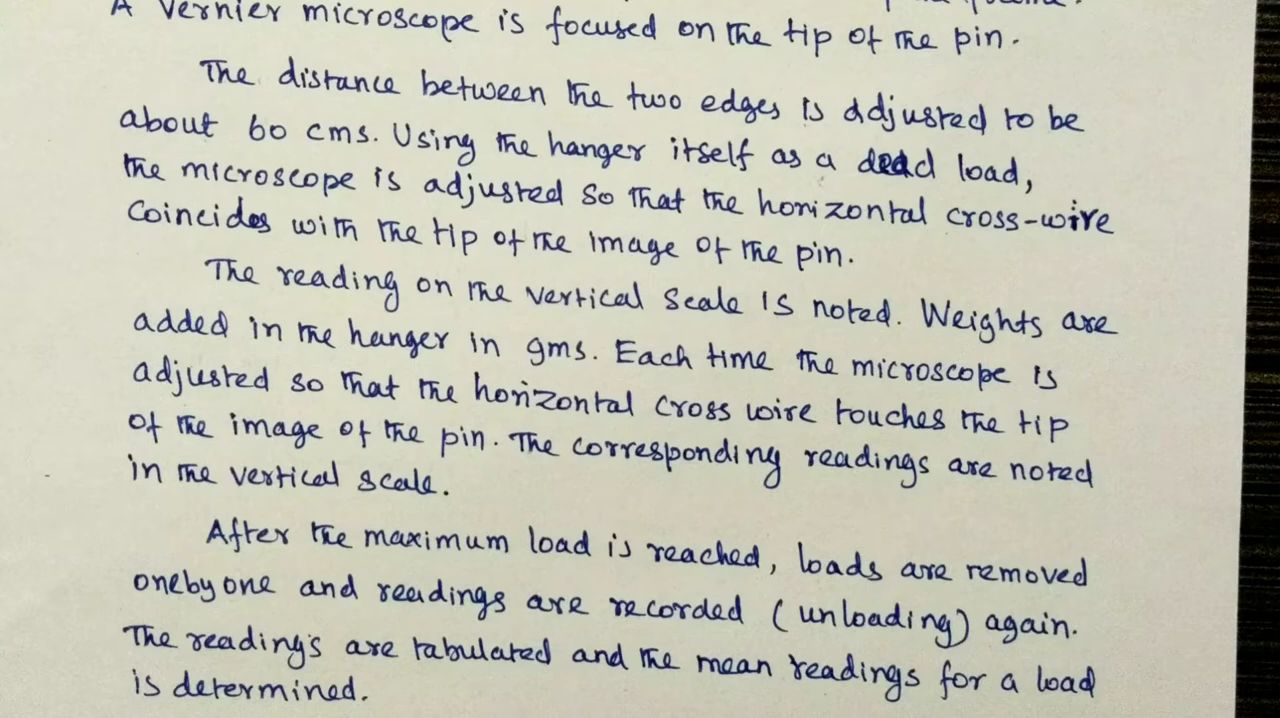 A Vernier microscope is focused on the tip of the pin.
The distance between the two edges is adjusted to be
about 60 cms. Using the hanger itself as a dead load,
the microscope is adjusted so that the horizontal cross-wire
Coincides with the tip of the image of the pin.
The reading on the vertical scale is noted. Weights are
added in the hanger in gms. Each time the microscope is
adjusted so that the horizontal cross wire touches the tip
of the image of the pin. The corresponding readings are noted
in the vertical scale.
After the maximum load is reached, loads are removed
oneby one and readings are recorded (unloading) again.
The reading's are tabulated and the mean readings for a load
is determined.